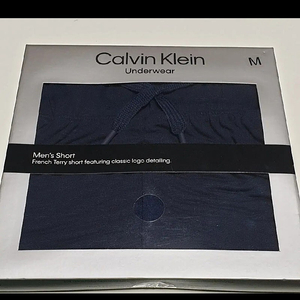 Calvin Klein
Underwear
M
Men's Short
French Terry short featuring classic logo detailing.